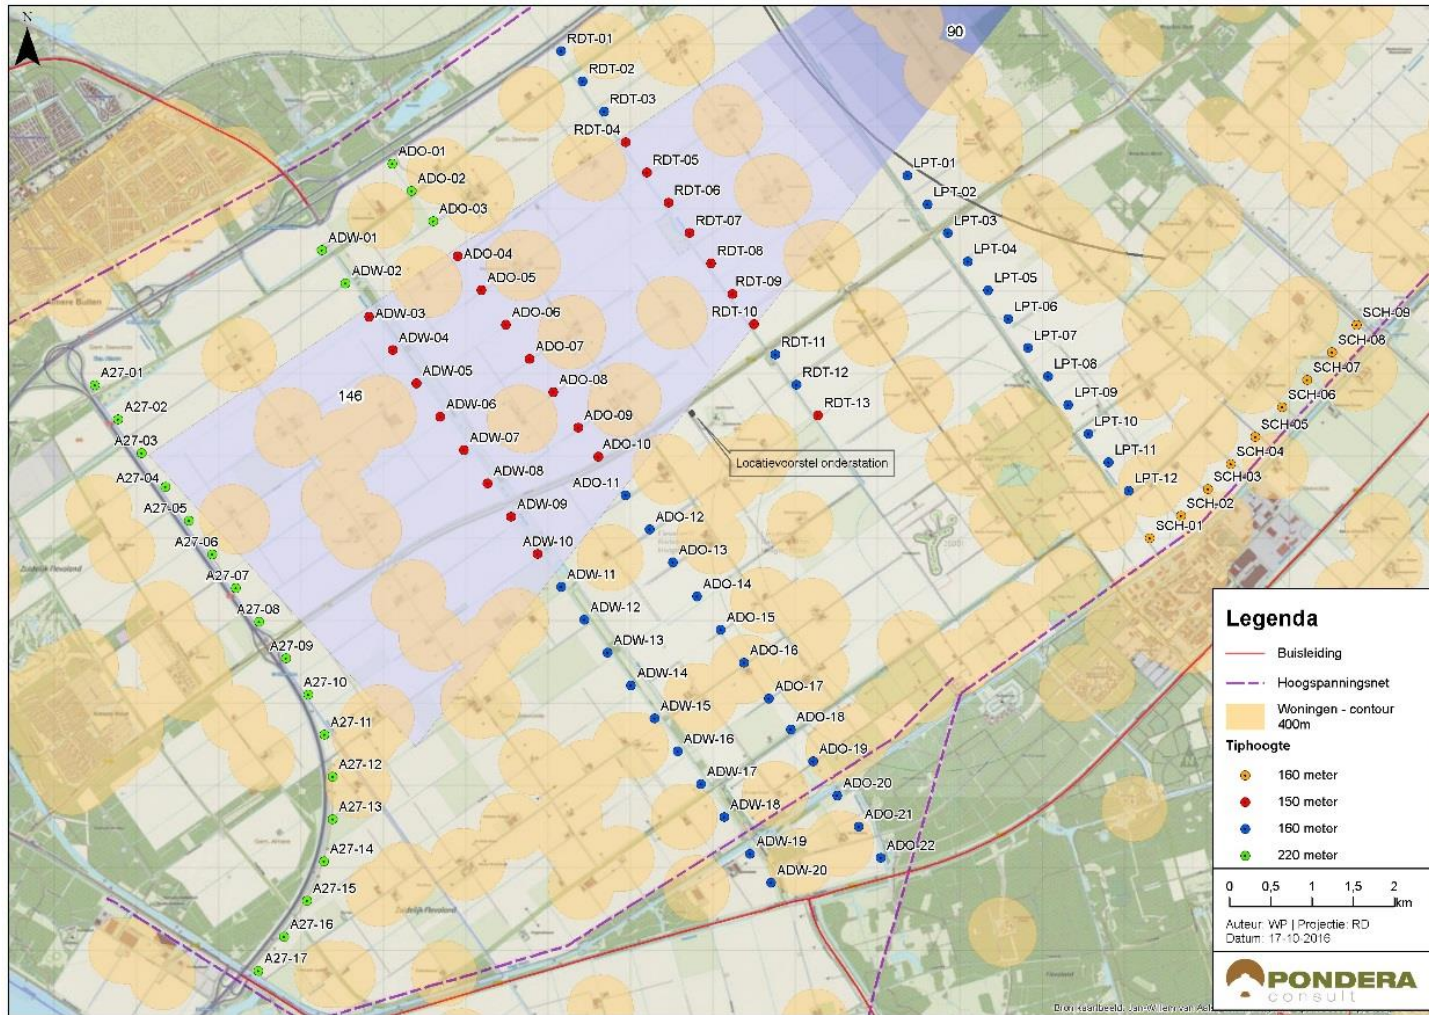 N
90
RDT-01
RDT-02
RDT-03
RDT-04
RDT-05
RDT-06
RDT-07
RDT-08
RDT-09
RDT-10
RDT-11
RDT-12
RDT-13
ADO-01
ADO-02
ADO-03
ADO-04
ADO-05
ADO-06
ADO-07
ADO-08
ADO-09
ADO-10
ADO-11
ADO-12
ADO-13
ADO-14
ADO-15
ADO-16
ADO-17
ADO-18
ADO-19
ADO-20
ADO-21
ADO-22
ADW-01
ADW-02
ADW-03
ADW-04
ADW-05
ADW-06
ADW-07
ADW-08
ADW-09
ADW-10
ADW-11
ADW-12
ADW-13
ADW-14
ADW-15
ADW-16
ADW-17
ADW-18
ADW-19
ADW-20
146
A27-01
A27-02
A27-03
A27-04
A27-05
A27-06
A27-07
A27-08
A27-09
A27-10
A27-11
A27-12
A27-13
A27-14
A27-15
A27-16
A27-17
LPT-01
LPT-02
LPT-03
LPT-04
LPT-05
LPT-06
LPT-07
LPT-08
LPT-09
LPT-10
LPT-11
LPT-12
SCH-09
SCH-08
SCH-07
SCH-06
SCH-05
SCH-04
SCH-03
SCH-02
SCH-01
Locatievoorstel onderstation
Legenda
Buisleiding
Hoogspanningsnet
Woningen - contour
400m
Tiphoogte
160 meter
150 meter
160 meter
220 meter
0 0,5 1 1,5 2
km
Auteur: WP | Projectie: RD
Datum: 17-10-2016
PONDERA
consult